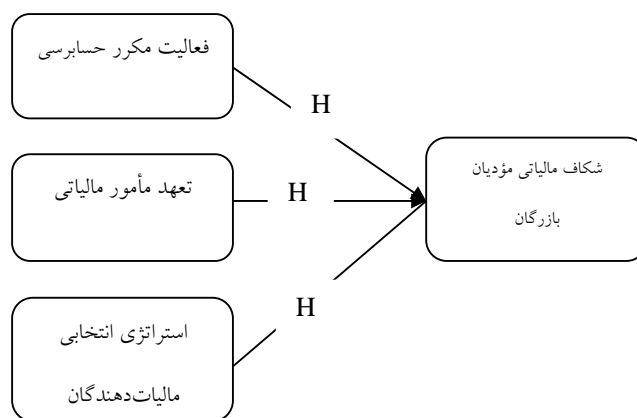 فعالیت مکرر حسابرسی
H
تعهد مأمور مالیاتی
H
شکاف مالیاتی مؤدیان
بازرگان
استراتژی انتخابی
مالیات‌دهندگان
H